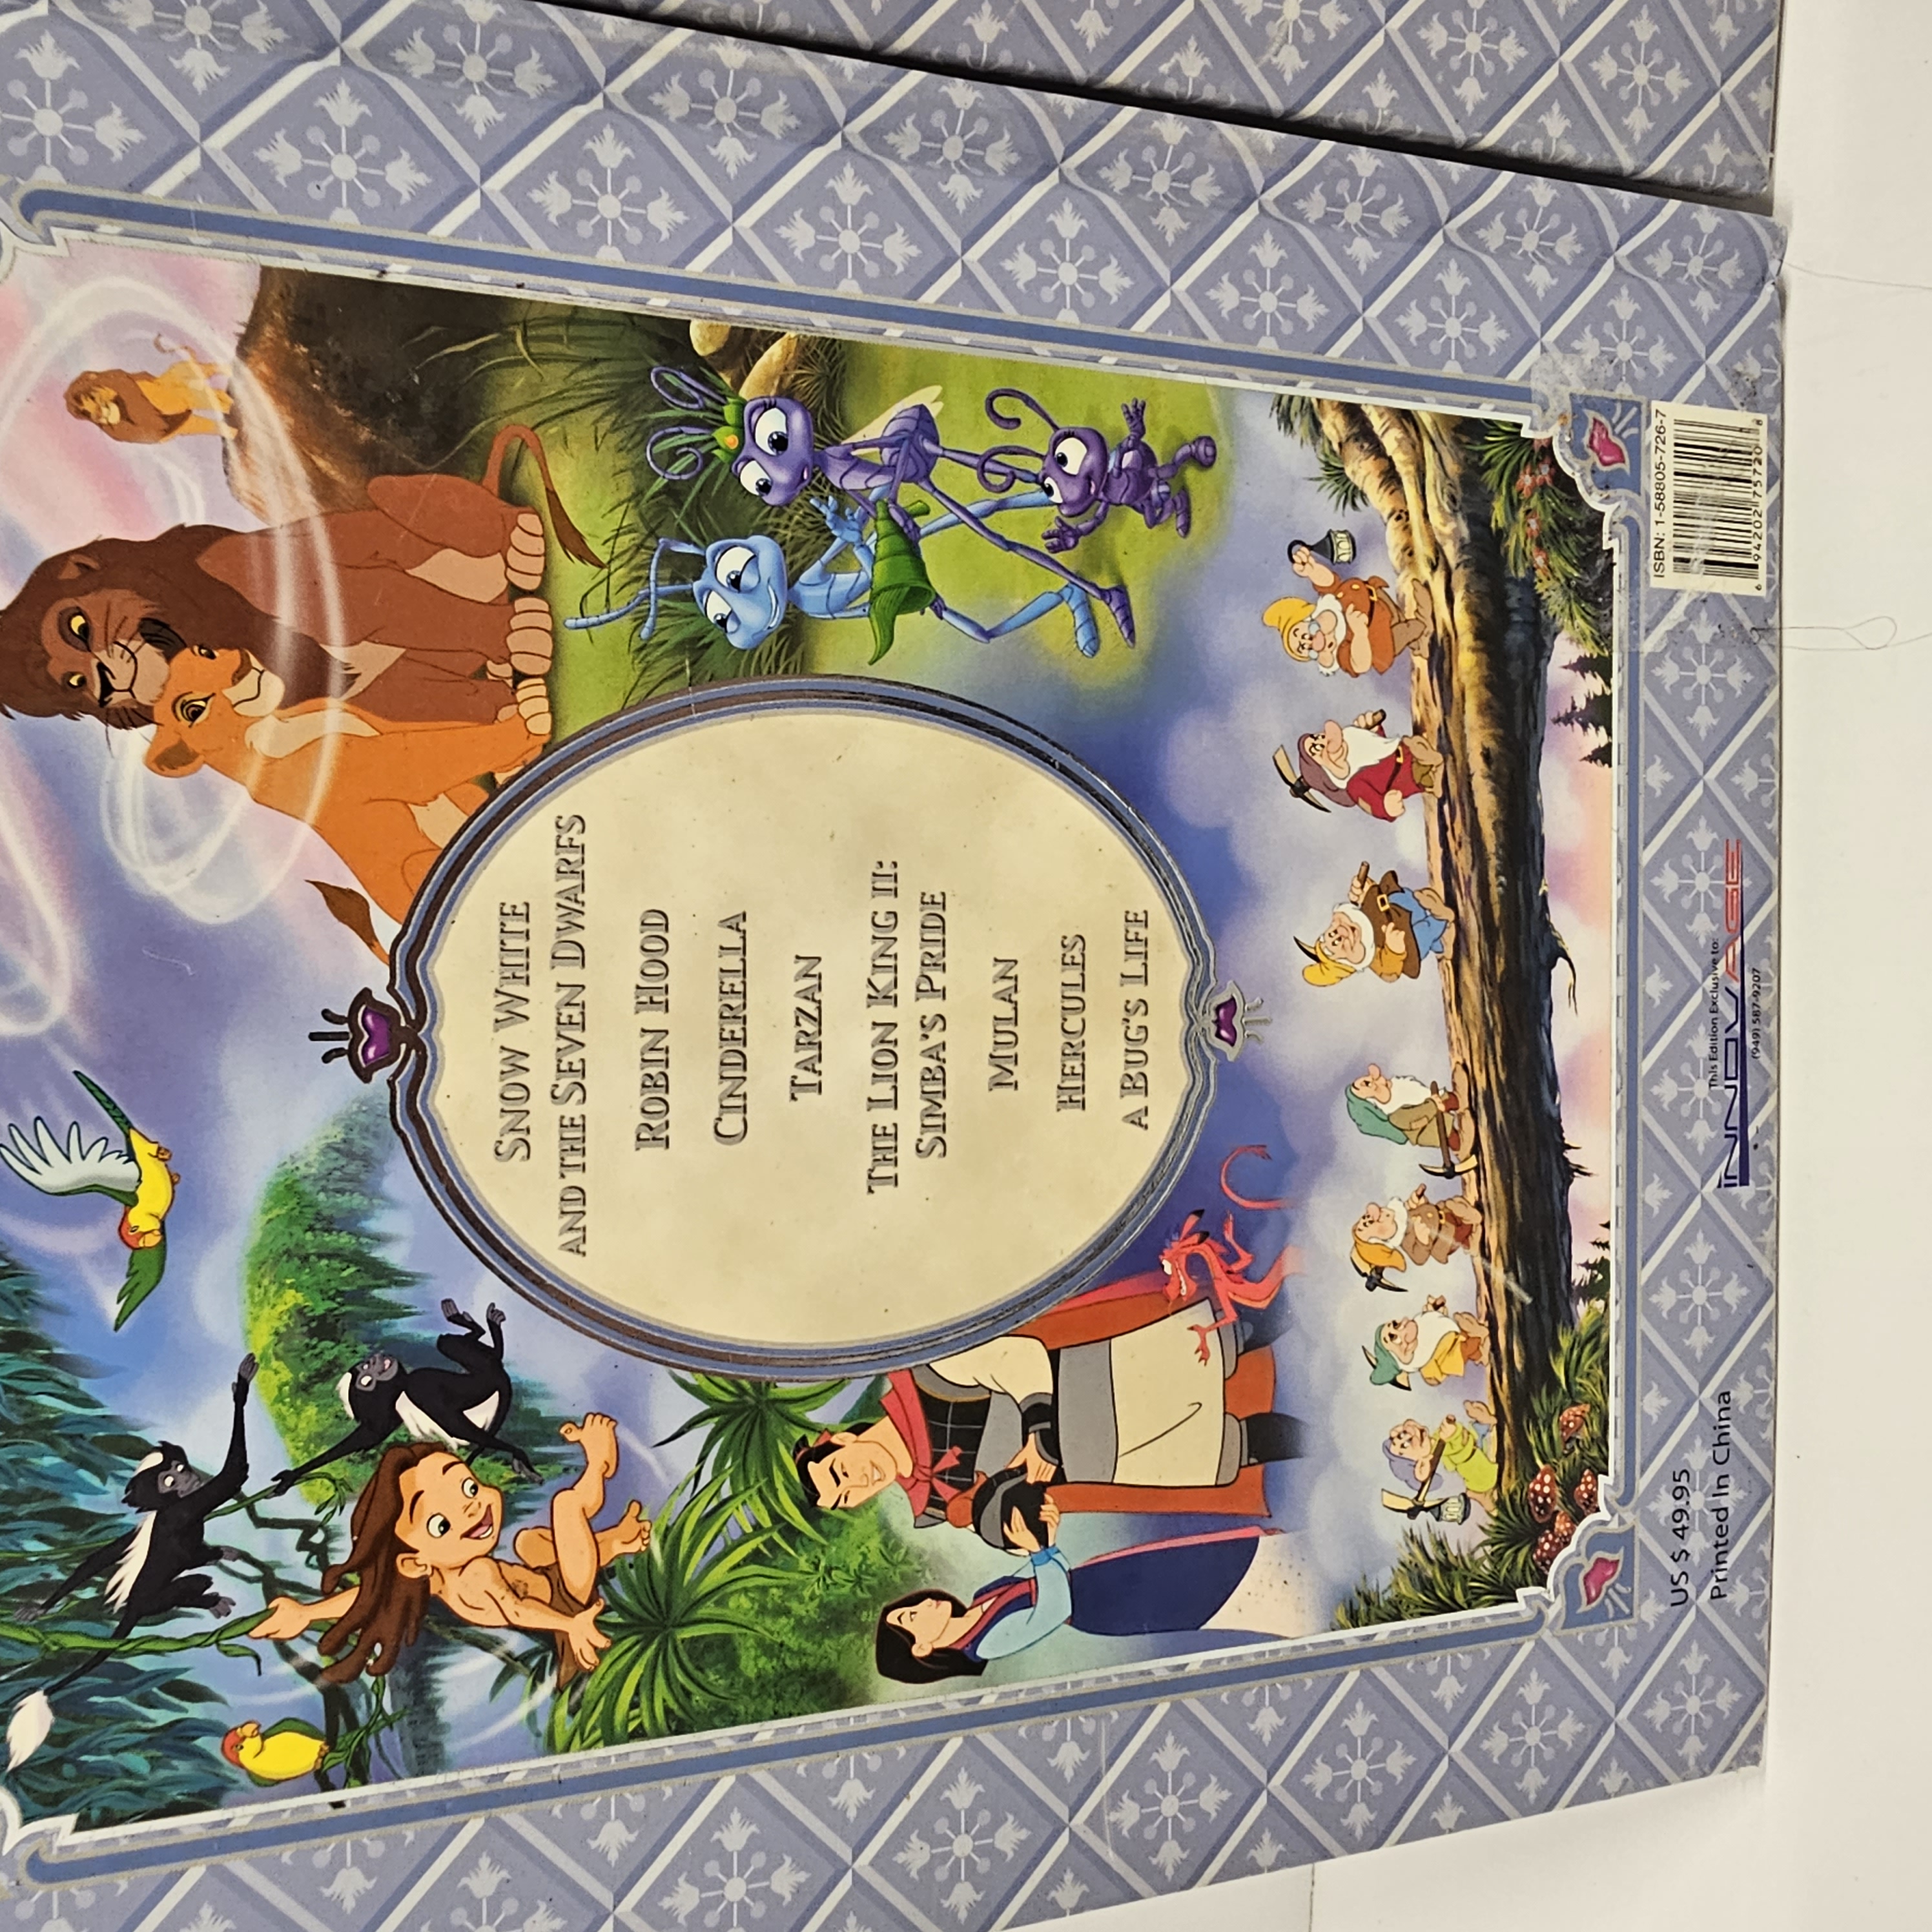 SNOW WHITE
AND THE SEVEN DWARFS
ROBIN HOOD
CINDERELLA
TARZAN
THE LION KING II:
SIMBA'S PRIDE
MULAN
HERCULES
A BUG'S LIFE
US $ 49.95
Printed In China
This Edition Exclusive to:
INNOVAGE
(949) 587-9207
ISBN: 1-58805-726-7
6 94202 75720 8